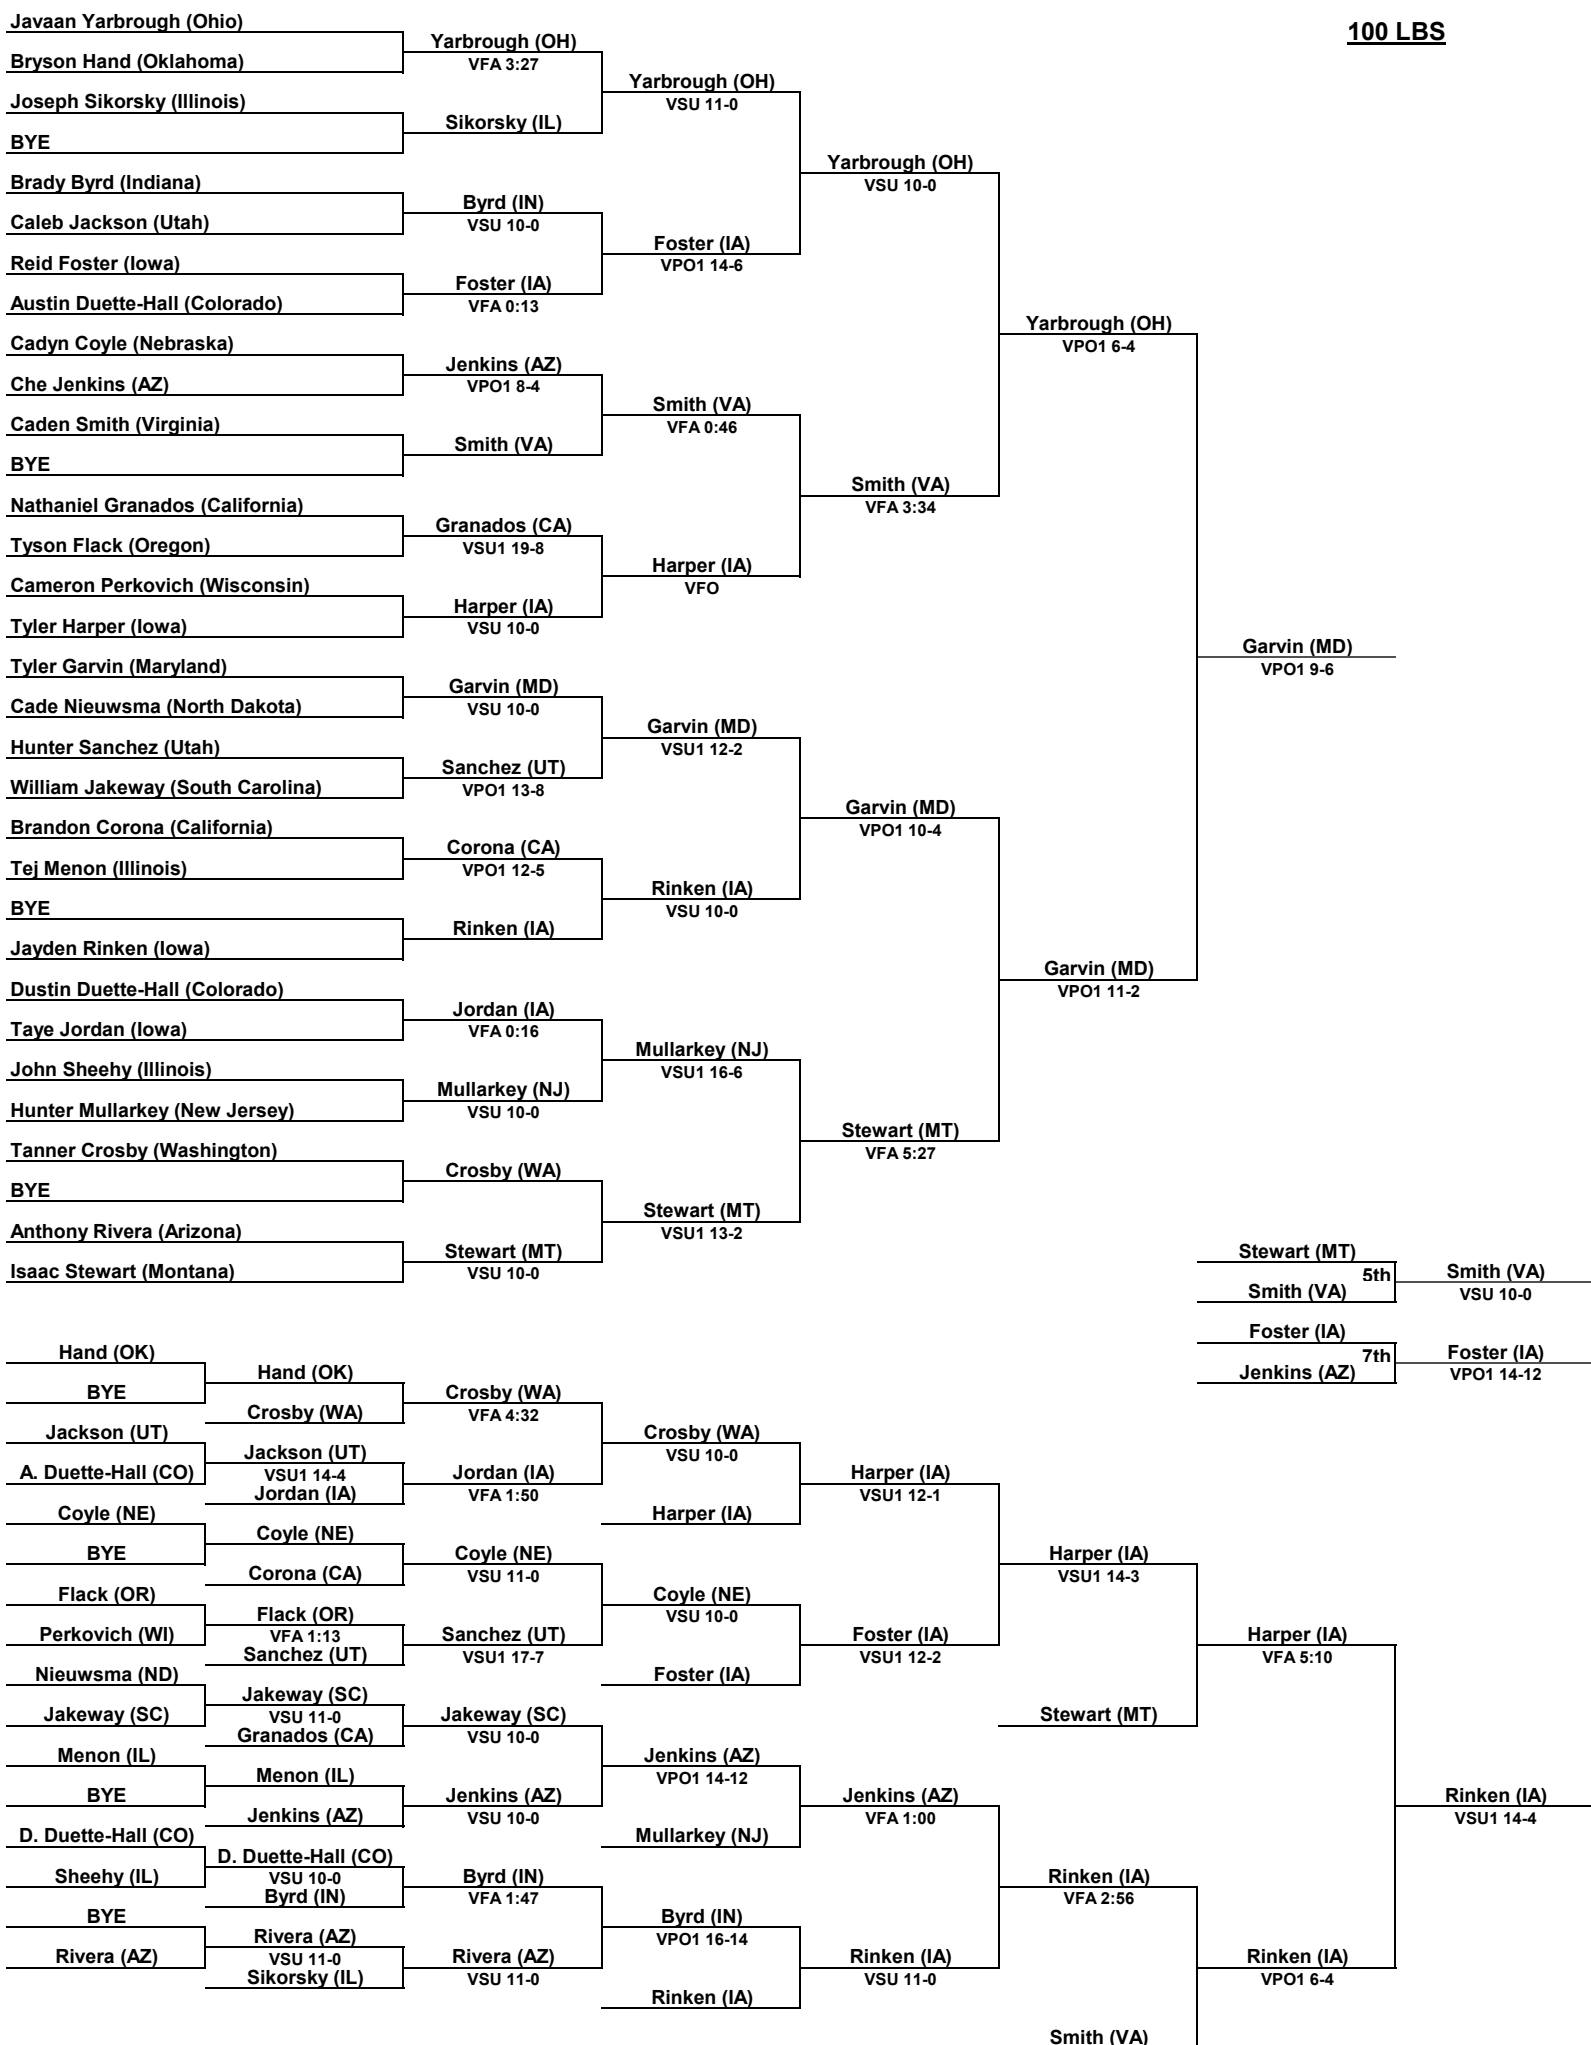 Javaan Yarbrough (Ohio)
100 LBS
Yarbrough (OH)
Bryson Hand (Oklahoma)
VFA 3:27
Yarbrough (OH)
Joseph Sikorsky (Illinois)
VSU 11-0
Sikorsky (IL)
BYE
Yarbrough (OH)
Brady Byrd (Indiana)
VSU 10-0
Byrd (IN)
Caleb Jackson (Utah)
VSU 10-0
Foster (IA)
Reid Foster (Iowa)
VPO1 14-6
Foster (IA)
Austin Duette-Hall (Colorado)
VFA 0:13
Yarbrough (OH)
Cadyn Coyle (Nebraska)
VPO1 6-4
Jenkins (AZ)
Che Jenkins (AZ)
VPO1 8-4
Smith (VA)
Caden Smith (Virginia)
VFA 0:46
Smith (VA)
BYE
Smith (VA)
Nathaniel Granados (California)
VFA 3:34
Granados (CA)
Tyson Flack (Oregon)
VSU1 19-8
Harper (IA)
Cameron Perkovich (Wisconsin)
VFO
Harper (IA)
Tyler Harper (Iowa)
VSU 10-0
Garvin (MD)
Tyler Garvin (Maryland)
VPO1 9-6
Garvin (MD)
Cade Nieuwsma (North Dakota)
VSU 10-0
Garvin (MD)
Hunter Sanchez (Utah)
VSU1 12-2
Sanchez (UT)
William Jakeway (South Carolina)
VPO1 13-8
Garvin (MD)
Brandon Corona (California)
VPO1 10-4
Corona (CA)
Tej Menon (Illinois)
VPO1 12-5
Rinken (IA)
BYE
VSU 10-0
Rinken (IA)
Jayden Rinken (Iowa)
Garvin (MD)
Dustin Duette-Hall (Colorado)
VPO1 11-2
Jordan (IA)
Taye Jordan (Iowa)
VFA 0:16
Mullarkey (NJ)
John Sheehy (Illinois)
VSU1 16-6
Mullarkey (NJ)
Hunter Mullarkey (New Jersey)
VSU 10-0
Stewart (MT)
Tanner Crosby (Washington)
VFA 5:27
Crosby (WA)
BYE
Stewart (MT)
Anthony Rivera (Arizona)
VSU1 13-2
Stewart (MT)
Stewart (MT)
Isaac Stewart (Montana)
VSU 10-0
5th
Smith (VA)
Smith (VA)
VSU 10-0
Foster (IA)
7th
Foster (IA)
Jenkins (AZ)
VPO1 14-12
Hand (OK)
Hand (OK)
BYE
Crosby (WA)
Crosby (WA)
VFA 4:32
Jackson (UT)
Crosby (WA)
Jackson (UT)
VSU 10-0
A. Duette-Hall (CO)
VSU1 14-4
Jordan (IA)
Harper (IA)
Jordan (IA)
VFA 1:50
VSU1 12-1
Coyle (NE)
Harper (IA)
Coyle (NE)
BYE
Coyle (NE)
Harper (IA)
Corona (CA)
VSU 11-0
VSU1 14-3
Flack (OR)
Coyle (NE)
Flack (OR)
VSU 10-0
Perkovich (WI)
VFA 1:13
Sanchez (UT)
Foster (IA)
Harper (IA)
Sanchez (UT)
VSU1 17-7
VSU1 12-2
VFA 5:10
Nieuwsma (ND)
Foster (IA)
Jakeway (SC)
Jakeway (SC)
VSU 11-0
Jakeway (SC)
Stewart (MT)
Granados (CA)
VSU 10-0
Menon (IL)
Jenkins (AZ)
Menon (IL)
VPO1 14-12
BYE
Jenkins (AZ)
Jenkins (AZ)
Rinken (IA)
Jenkins (AZ)
VSU 10-0
VFA 1:00
VSU1 14-4
D. Duette-Hall (CO)
Mullarkey (NJ)
D. Duette-Hall (CO)
Sheehy (IL)
VSU 10-0
Byrd (IN)
Rinken (IA)
Byrd (IN)
VFA 1:47
VFA 2:56
BYE
Byrd (IN)
Rivera (AZ)
VPO1 16-14
Rivera (AZ)
VSU 11-0
Rivera (AZ)
Rinken (IA)
Rinken (IA)
Sikorsky (IL)
VSU 11-0
VSU 11-0
VPO1 6-4
Rinken (IA)
Smith (VA)